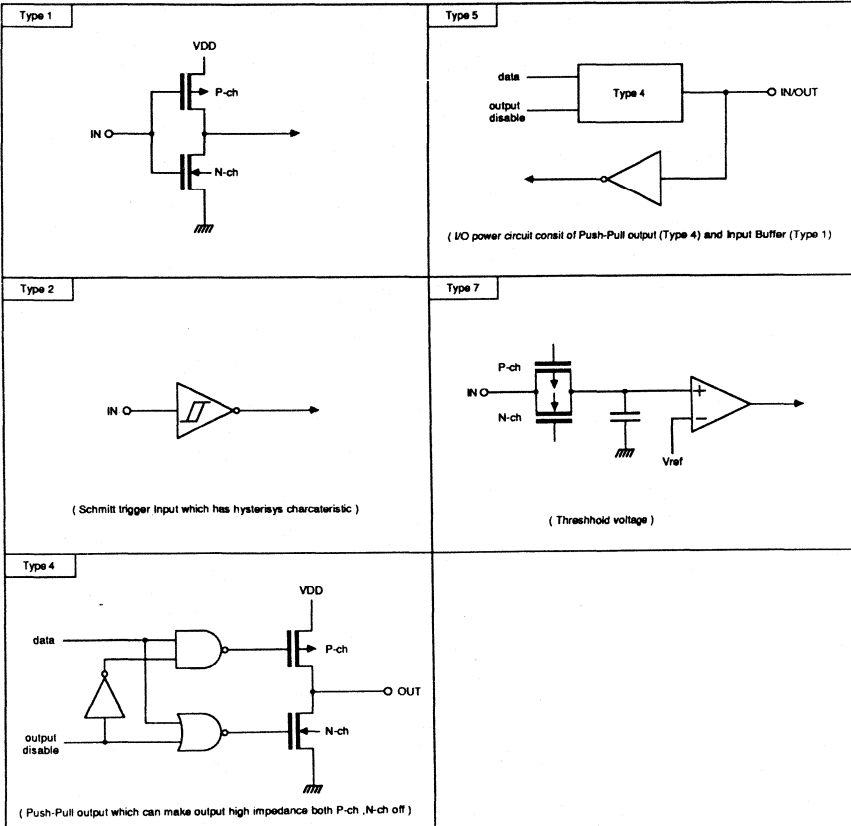 Type 1
VDD
P-ch
IN
N-ch
Type 5
data
output
disable
Type 4
IN/OUT
( I/O power circuit consit of Push-Pull output (Type 4) and Input Buffer (Type 1)
Type 2
IN
( Schmitt trigger Input which has hysterisys charcateristic )
Type 7
P-ch
IN
N-ch
+
−
Vref
( Threshhold voltage )
Type 4
VDD
data
P-ch
OUT
N-ch
output
disable
( Push-Pull output which can make output high impedance both P-ch ,N-ch off )